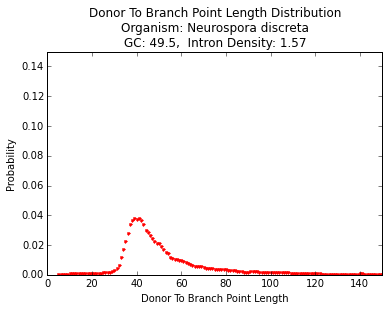 Donor To Branch Point Length Distribution
Organism: Neurospora discreta
GC: 49.5,  Intron Density: 1.57
0.14
0.12
0.10
0.08
0.06
0.04
0.02
0.00
Probability
0 20 40 60 80 100 120 140
Donor To Branch Point Length